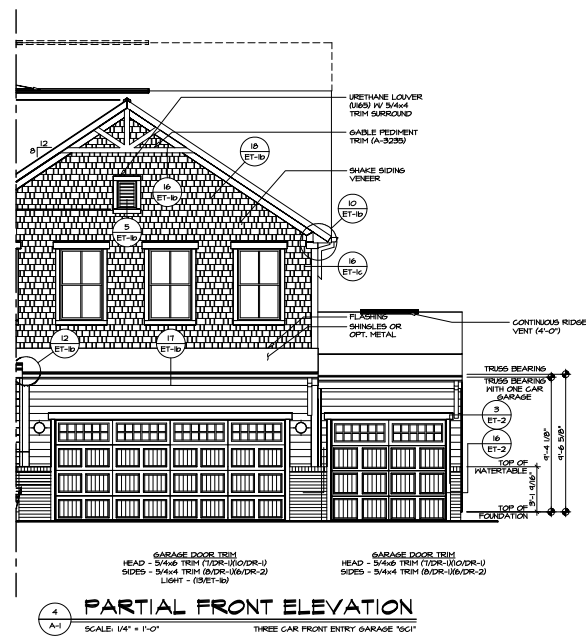 URETHANE LOUVER
(U165) W/ 5/4x4
TRIM SURROUND
GABLE PEDIMENT
TRIM (A-3235)
12
8
18
ET-1b
SHAKE SIDING
VENEER
16
ET-1b
10
ET-1b
5
ET-1b
16
ET-1c
FLASHING
SHINGLES OR
OPT. METAL
CONTINUOUS RIDGE
VENT (4'-0")
12
ET-1b
17
ET-1b
TRUSS BEARING
TRUSS BEARING
WITH ONE CAR
GARAGE
3
ET-2
16
ET-2
9'-4 1/8"
9'-6 5/8"
TOP OF
WATERTABLE
3'-1 9/16"
TOP OF
FOUNDATION
GARAGE DOOR TRIM
HEAD - 5/4x6 TRIM (7/DR-1)(10/DR-1)
SIDES - 5/4x4 TRIM (8/DR-1)(6/DR-2)
LIGHT - (13/ET-1b)
GARAGE DOOR TRIM
HEAD - 5/4x6 TRIM (7/DR-1)(10/DR-1)
SIDES - 5/4x4 TRIM (8/DR-1)(6/DR-2)
4
A-1
PARTIAL FRONT ELEVATION
SCALE: 1/4" = 1'-0"
THREE CAR FRONT ENTRY GARAGE "GC1"